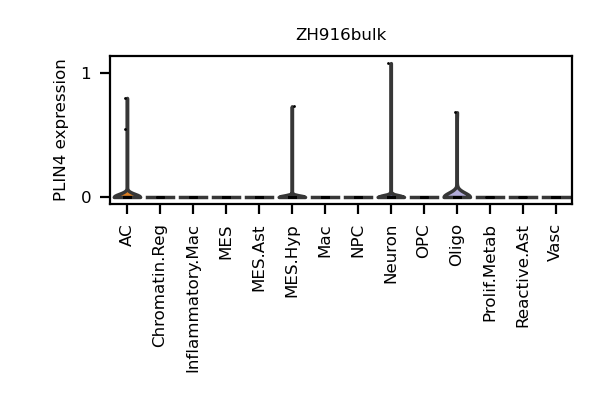 ZH916bulk
PLIN4 expression
1
0
AC
Chromatin.Reg
Inflammatory.Mac
MES
MES.Ast
MES.Hyp
Mac
NPC
Neuron
OPC
Oligo
Prolif.Metab
Reactive.Ast
Vasc